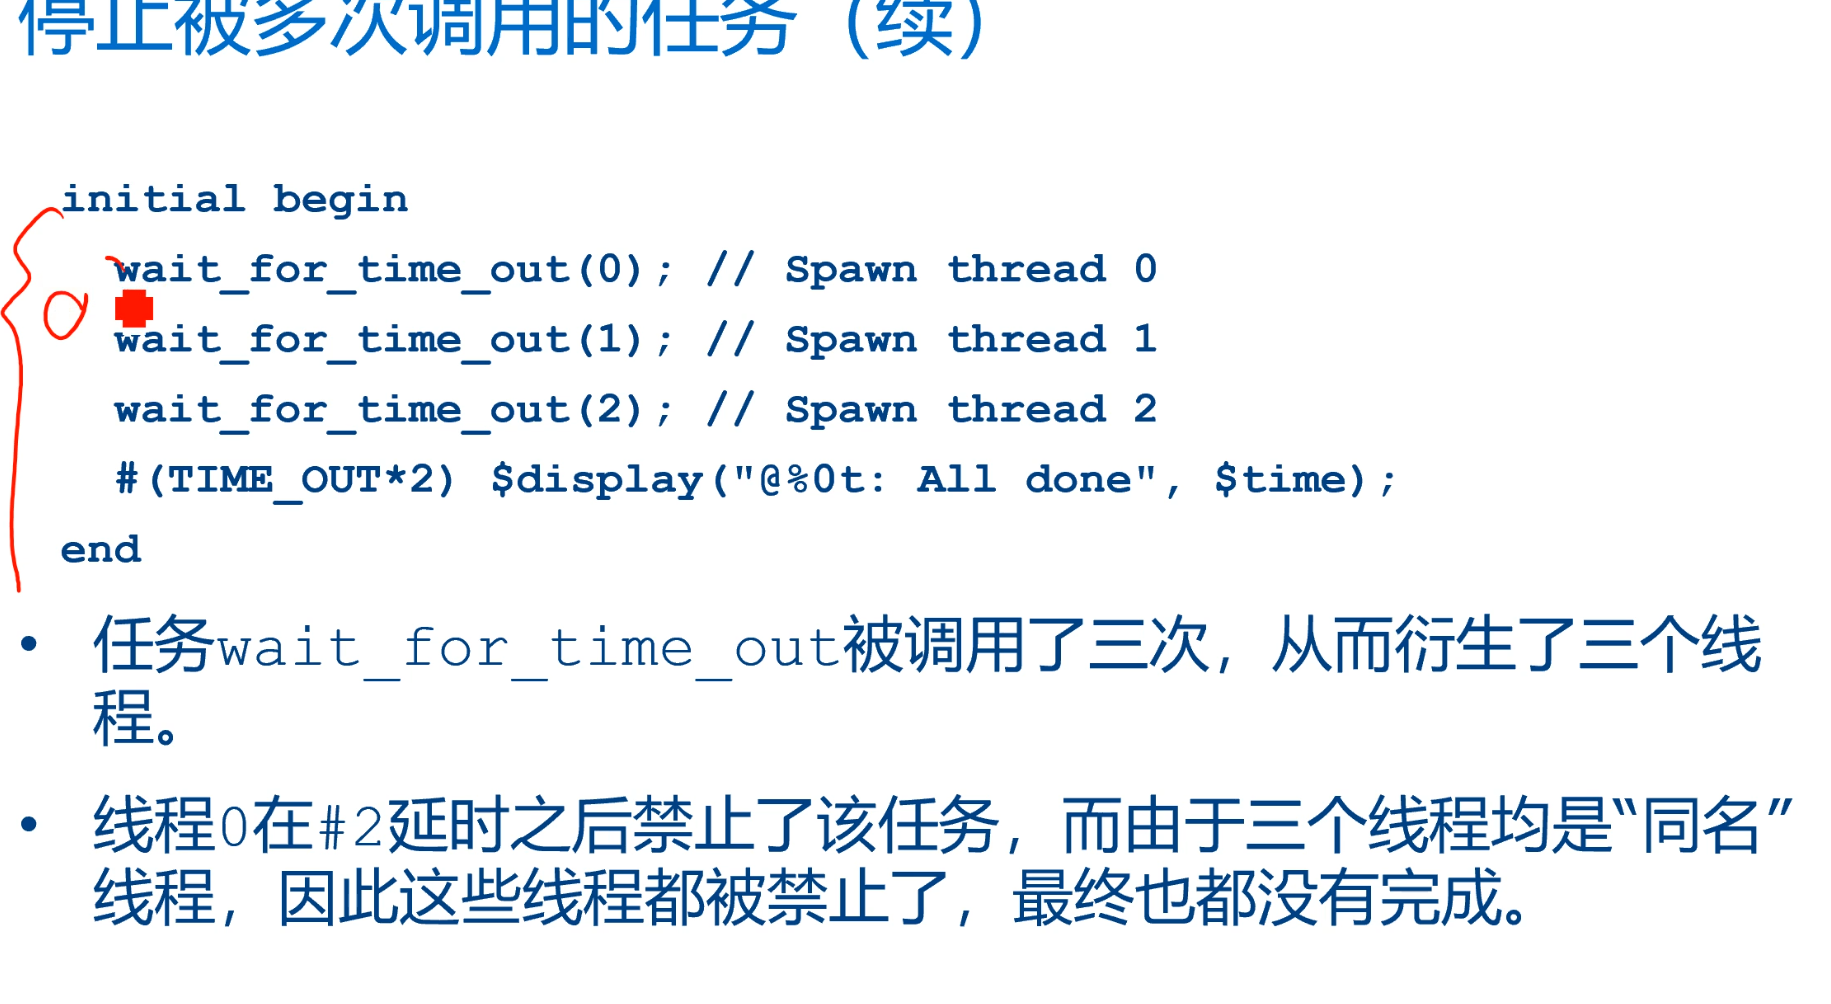 停止被多次调用的任务（续）
initial begin
wait_for_time_out(0); // Spawn thread 0
wait_for_time_out(1); // Spawn thread 1
wait_for_time_out(2); // Spawn thread 2
#(TIME_OUT*2) $display("@%0t: All done", $time);
end
• 任务wait_for_time_out被调用了三次，从而衍生了三个线
程。
• 线程0在#2延时之后禁止了该任务，而由于三个线程均是“同名”
线程，因此这些线程都被禁止了，最终也都没有完成。